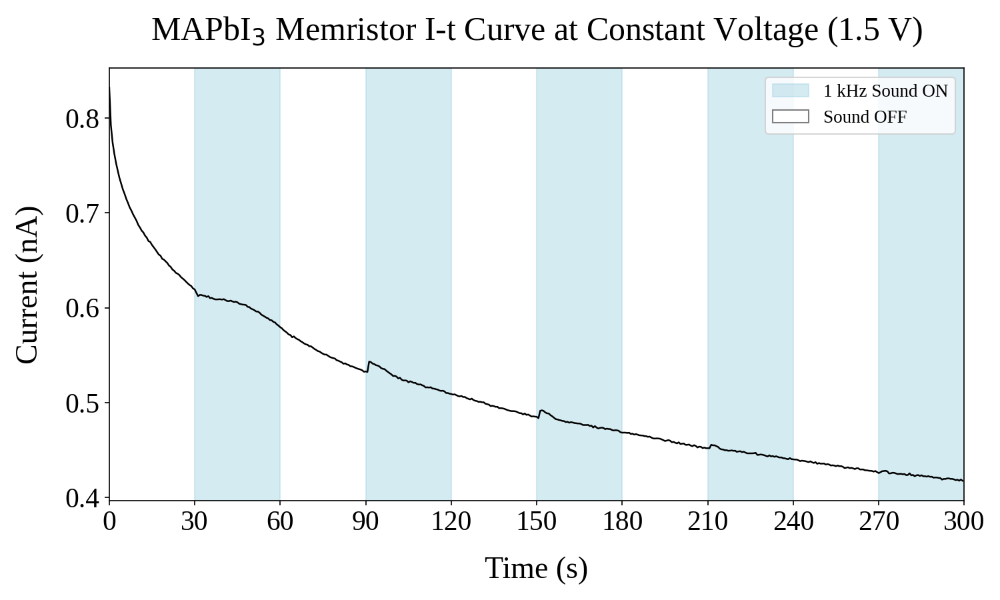 MAPbI₃ Memristor I-t Curve at Constant Voltage (1.5 V)
1 kHz Sound ON
Sound OFF
Current (nA)
0.8
0.7
0.6
0.5
0.4
0 30 60 90 120 150 180 210 240 270 300
Time (s)